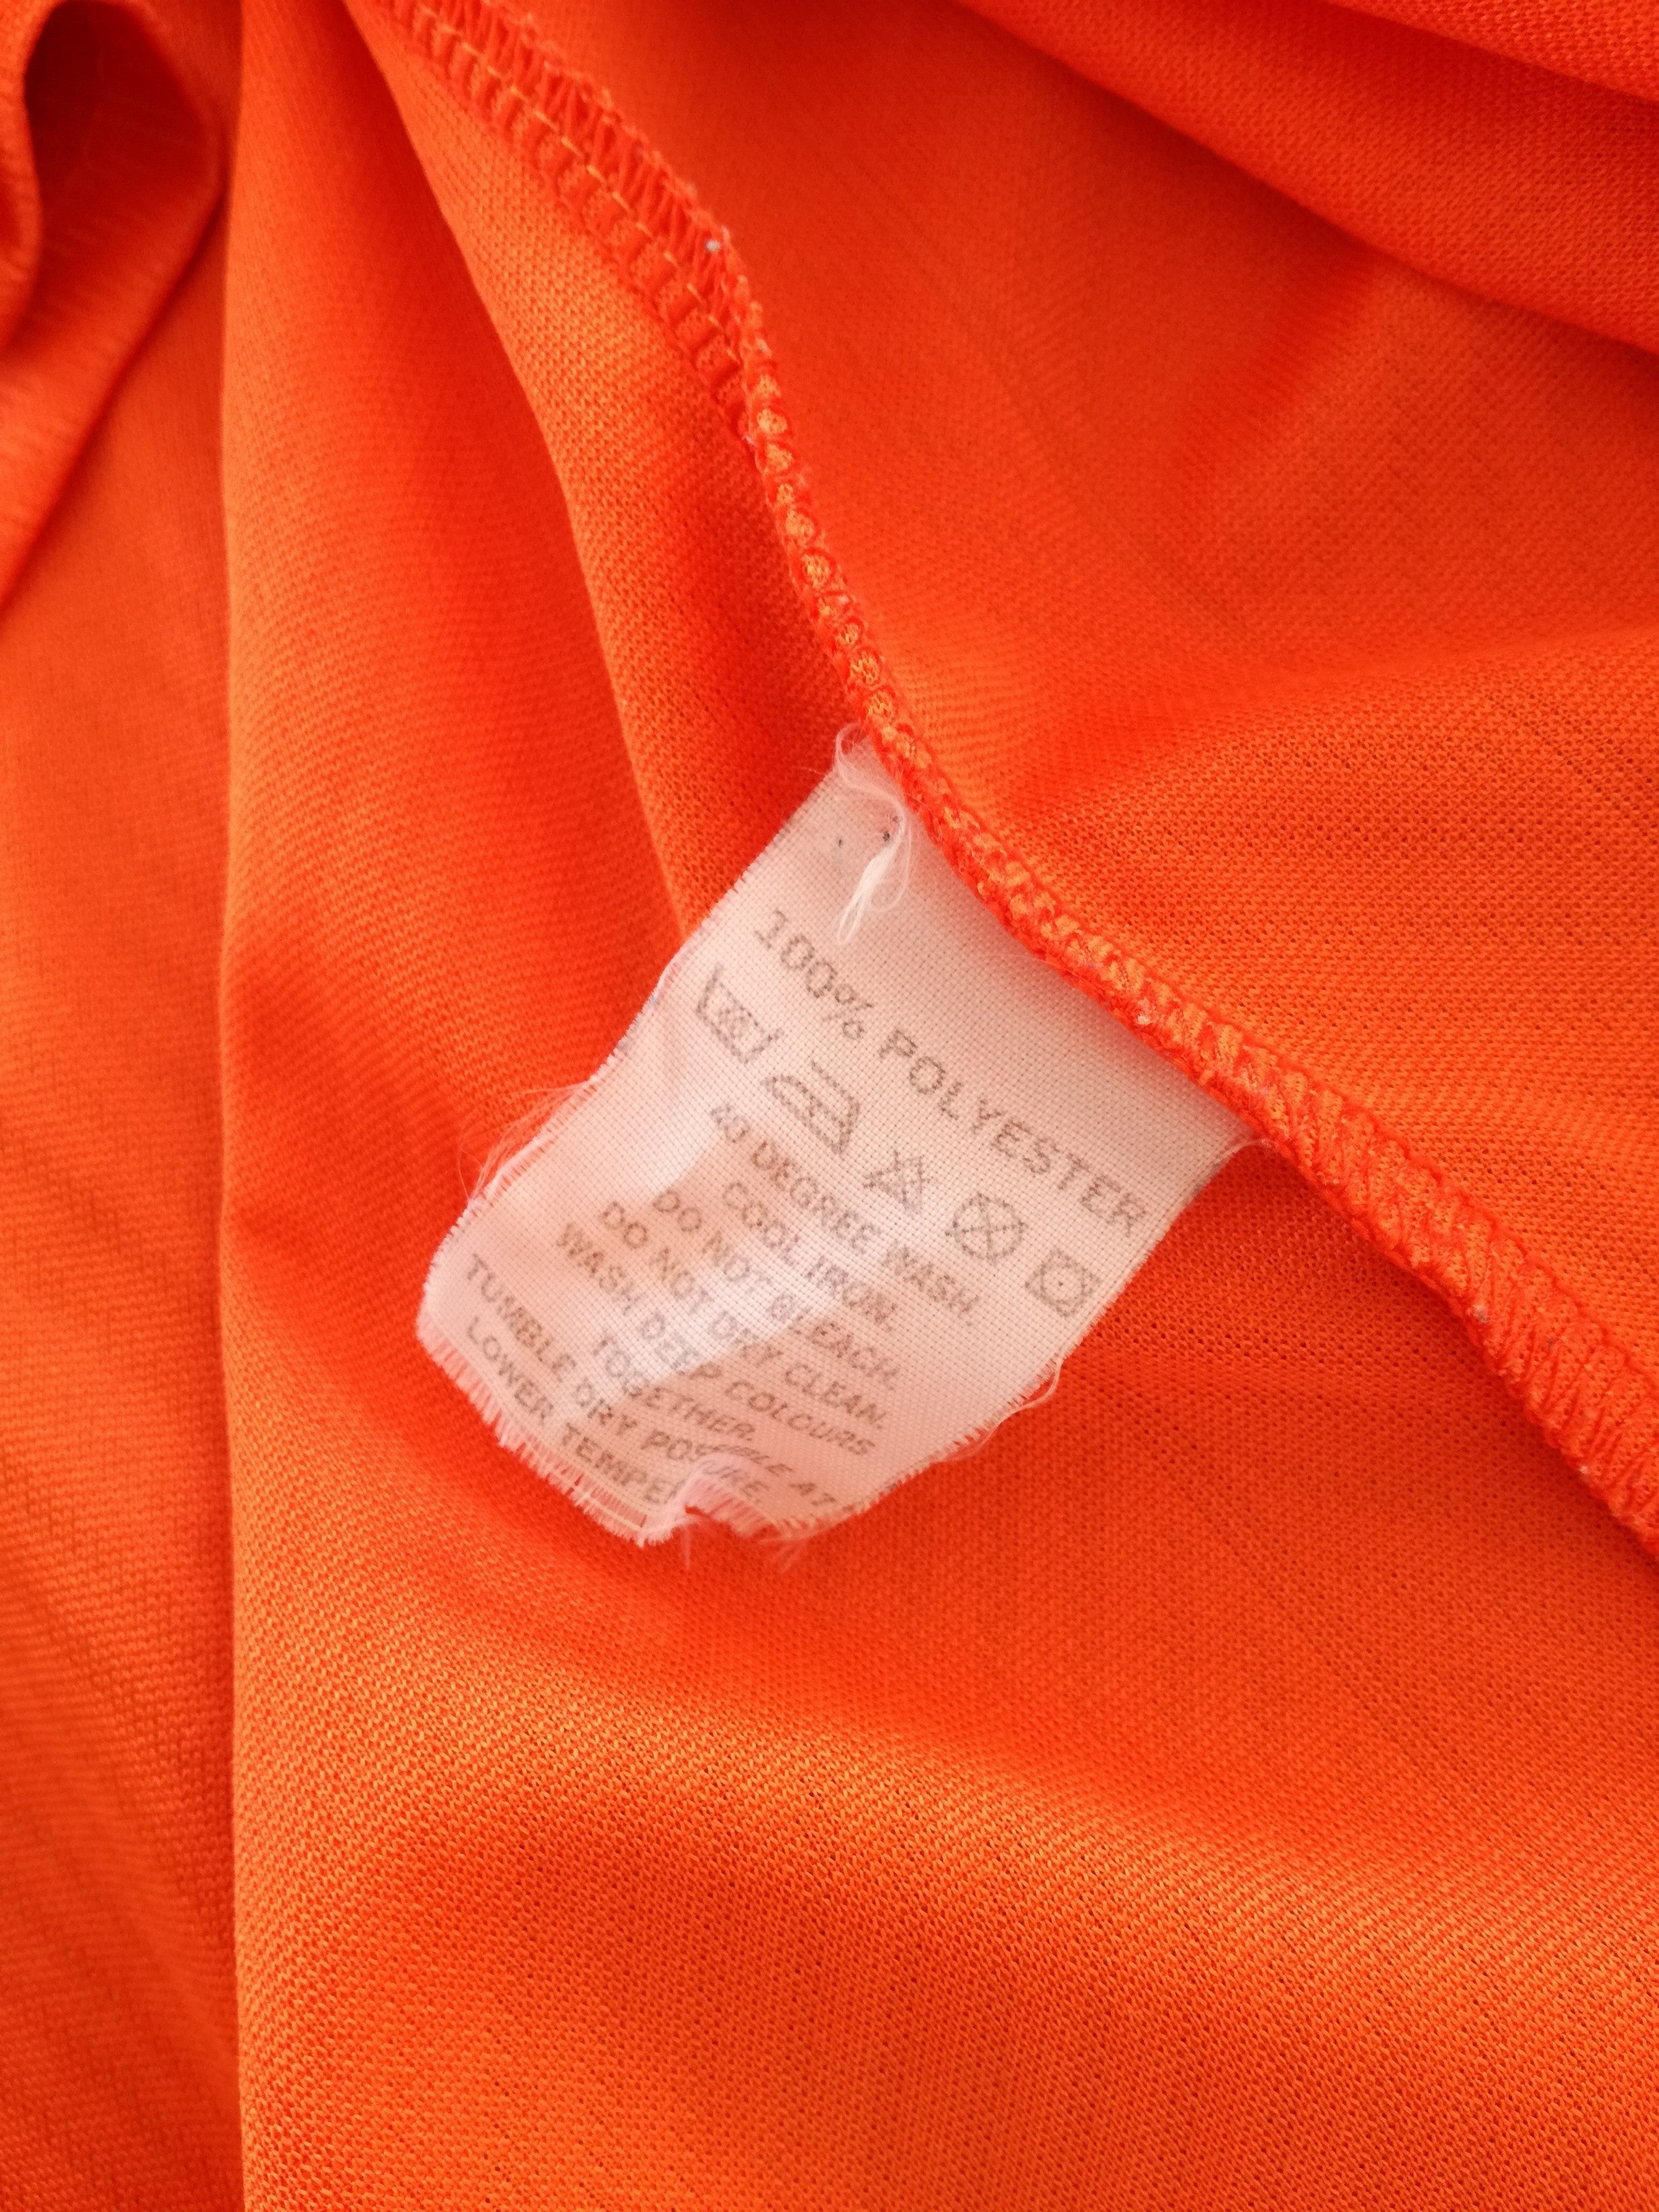 100% POLYESTER
40 DEGREE WASH.
COOL IRON.
DO NOT BLEACH.
DO NOT DRY CLEAN.
WASH DEEP COLOURS
TOGETHER.
TUMBLE DRY POSSIBLE AT
LOWER